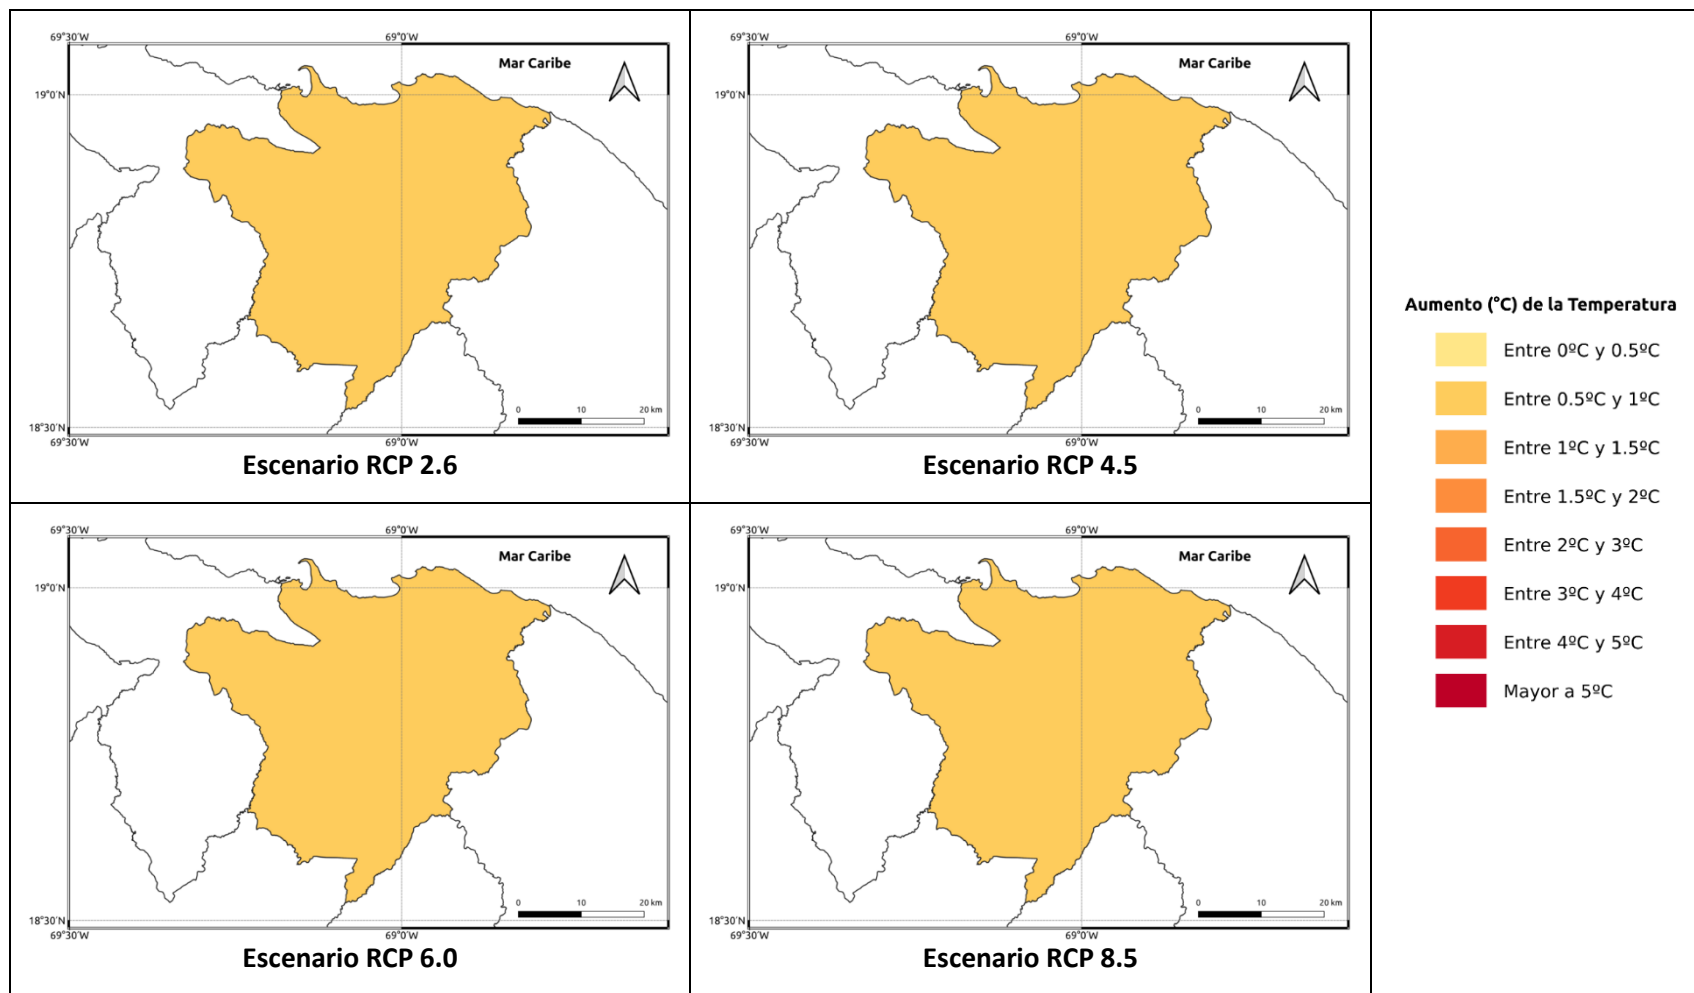 69°30'W 69°0'W
Mar Caribe
19°0'N
0 10 20 km
18°30'N
69°30'W 69°0'W
Escenario RCP 2.6
69°30'W 69°0'W
Mar Caribe
19°0'N
0 10 20 km
18°30'N
69°30'W 69°0'W
Escenario RCP 4.5
69°30'W 69°0'W
Mar Caribe
19°0'N
0 10 20 km
18°30'N
69°30'W 69°0'W
Escenario RCP 6.0
69°30'W 69°0'W
Mar Caribe
19°0'N
0 10 20 km
18°30'N
69°30'W 69°0'W
Escenario RCP 8.5
Aumento (°C) de la Temperatura
Entre 0ºC y 0.5ºC
Entre 0.5ºC y 1ºC
Entre 1ºC y 1.5ºC
Entre 1.5ºC y 2ºC
Entre 2ºC y 3ºC
Entre 3ºC y 4ºC
Entre 4ºC y 5ºC
Mayor a 5ºC